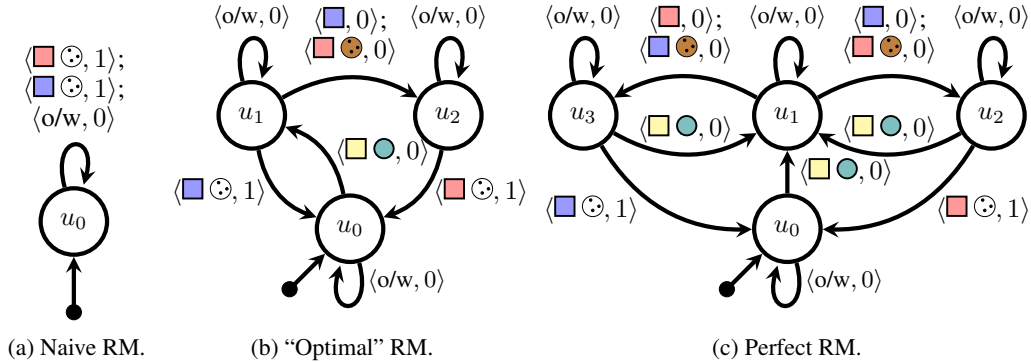 ⟨ , 1⟩;
⟨ , 1⟩;
⟨o/w, 0⟩
u₀
(a) Naive RM.
⟨o/w, 0⟩
⟨ , 0⟩;
⟨ , 0⟩
⟨o/w, 0⟩
u₁
u₂
⟨ , 0⟩
⟨ , 1⟩
⟨ , 1⟩
u₀
⟨o/w, 0⟩
(b) “Optimal” RM.
⟨o/w, 0⟩
⟨ , 0⟩;
⟨ , 0⟩
⟨o/w, 0⟩
⟨ , 0⟩;
⟨ , 0⟩
⟨o/w, 0⟩
u₃
u₁
u₂
⟨ , 0⟩
⟨ , 0⟩
⟨ , 0⟩
⟨ , 1⟩
⟨ , 1⟩
u₀
⟨o/w, 0⟩
(c) Perfect RM.